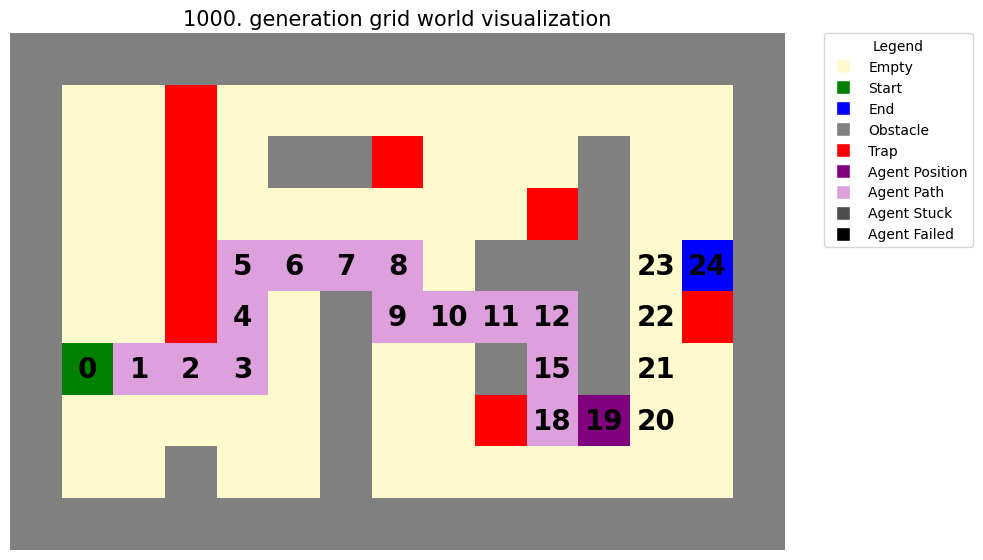 1000. generation grid world visualization
Legend
Empty
Start
End
Obstacle
Trap
Agent Position
Agent Path
Agent Stuck
Agent Failed
5 6 7 8 23 24
4 9 10 11 12 22
0 1 2 3 15 21
18 19 20